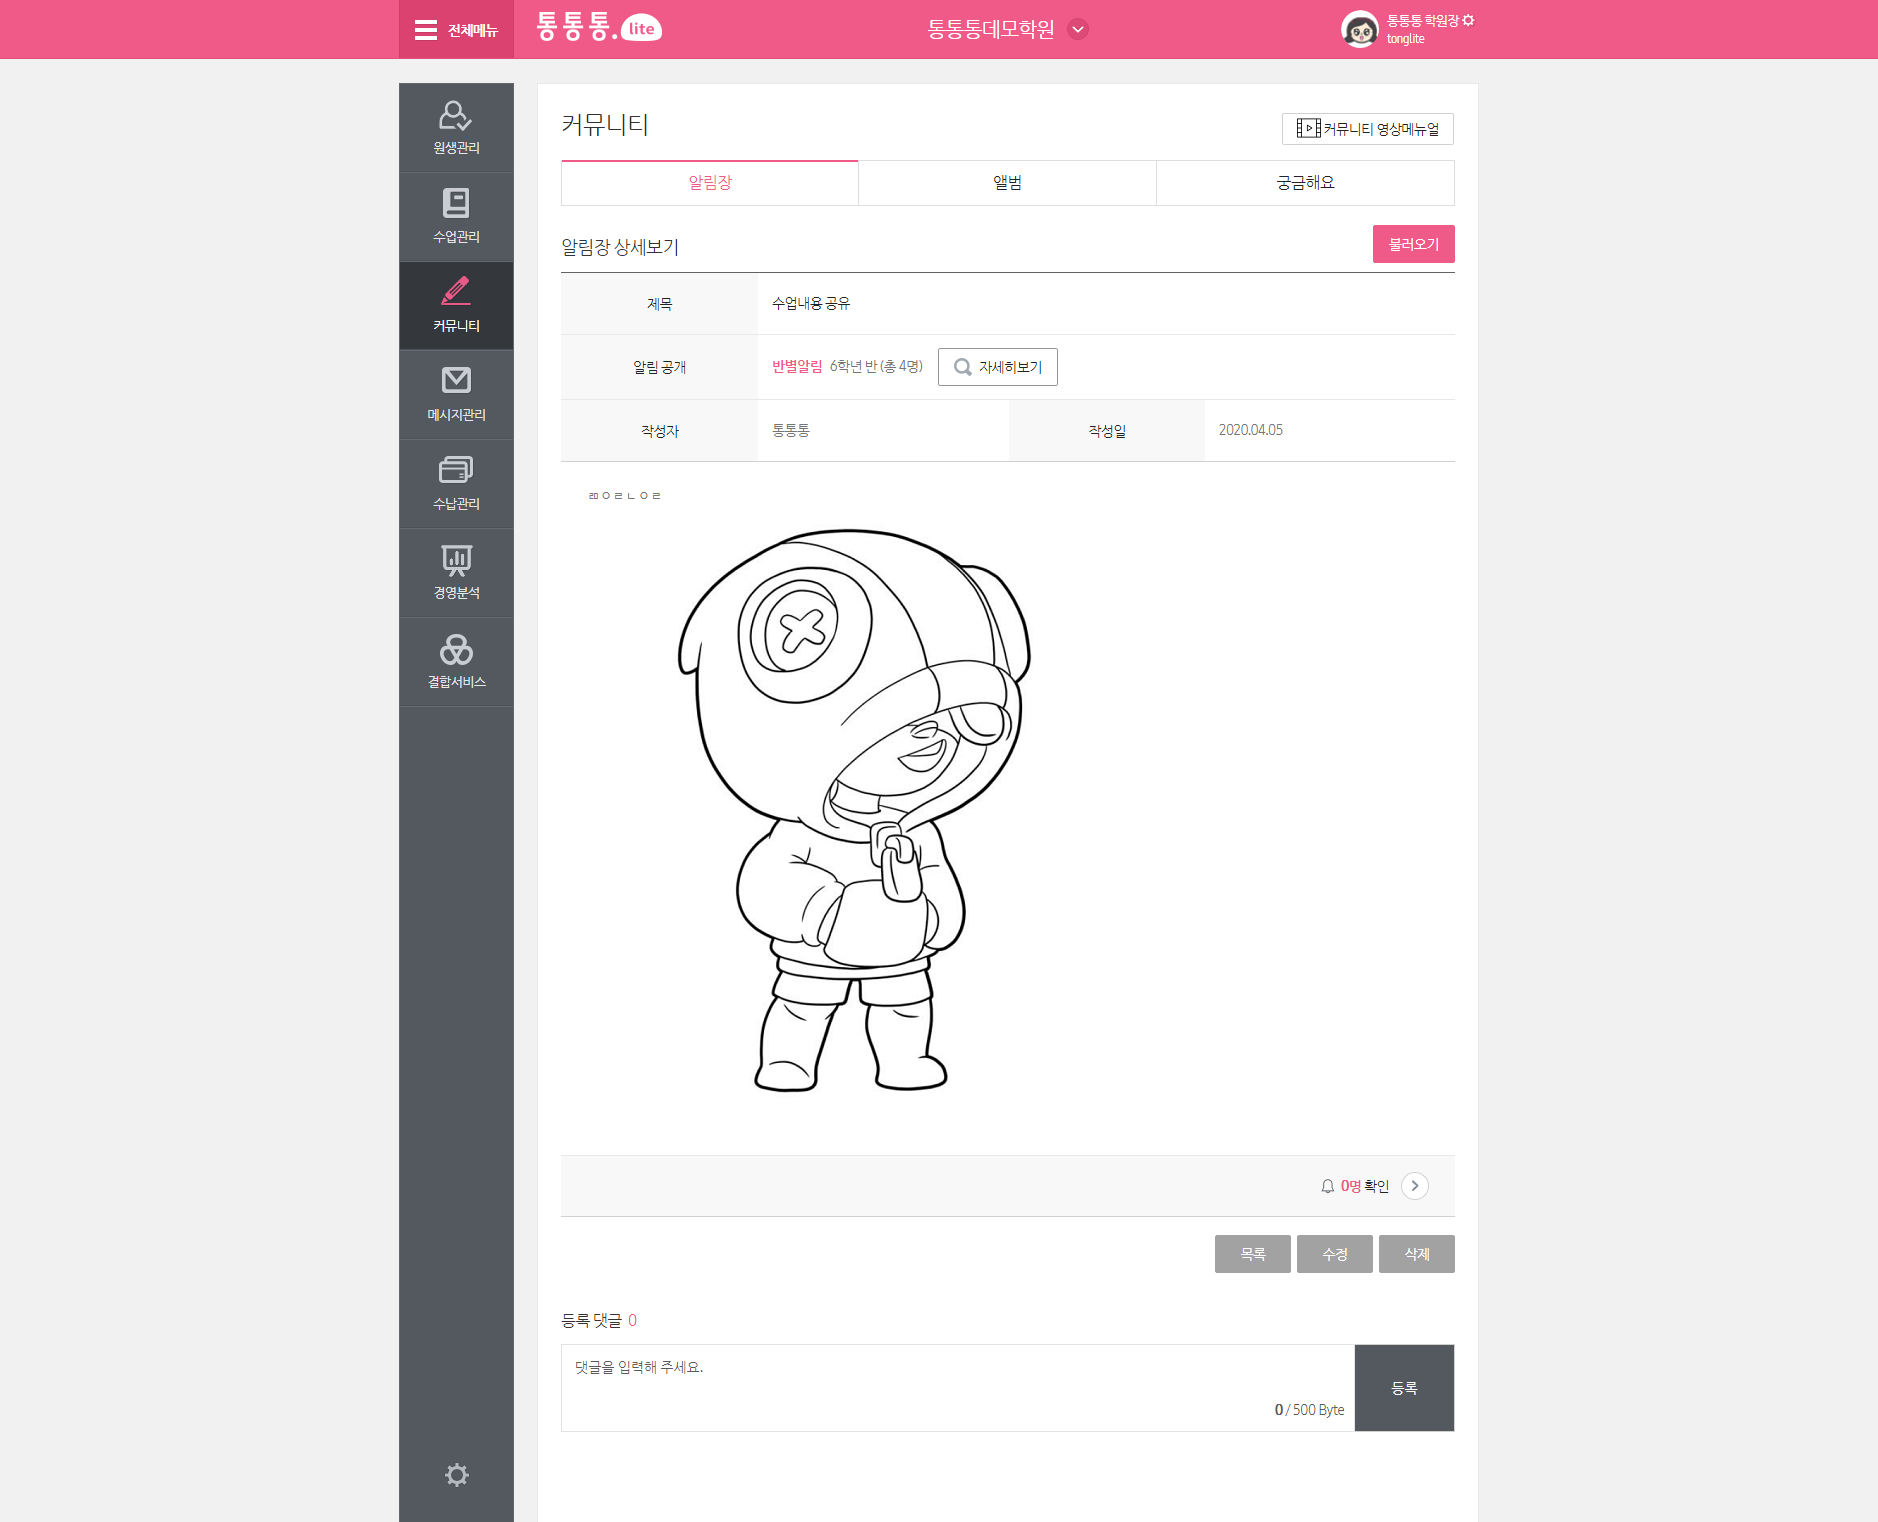 전체메뉴
통통통.lite
통통통데모학원
통통통 학원장
tonglite
원생관리
수업관리
커뮤니티
메시지관리
수납관리
경영분석
결합서비스
커뮤니티
커뮤니티 영상메뉴얼
알림장 앨범 궁금해요
알림장 상세보기
불러오기
제목 수업내용 공유
알림 공개 반별알림 6학년 반 (총 4명) 자세히보기
작성자 통통통 작성일 2020.04.05
0명 확인
목록 수정 삭제
등록 댓글 0
댓글을 입력해 주세요.
0 / 500 Byte
등록